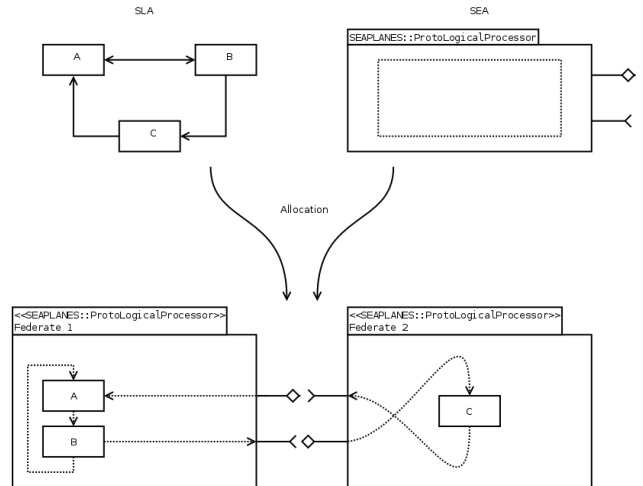 SLA
SEA
SEAPLANES::ProtoLogicalProcessor
A
B
C
Allocation
<<SEAPLANES::ProtoLogicalProcessor>>
Federate 1
<<SEAPLANES::ProtoLogicalProcessor>>
Federate 2
A
B
C